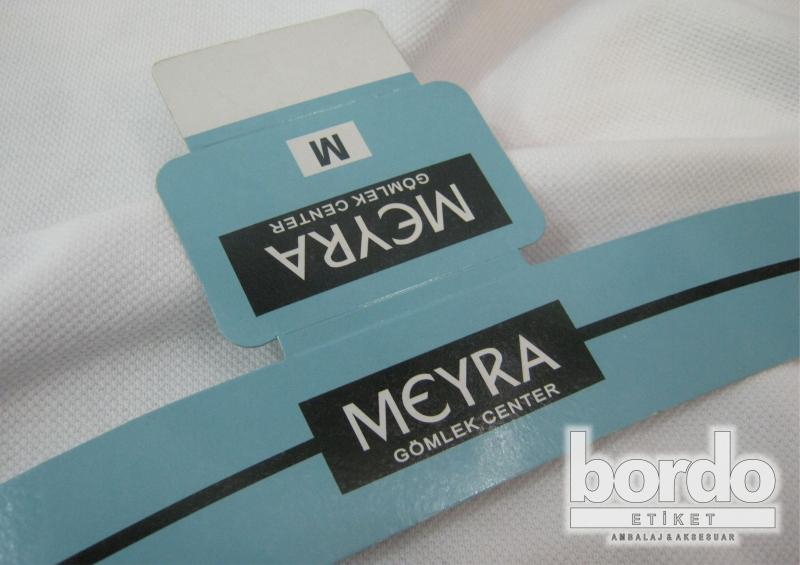 M
MEYRA
GÖMLEK CENTER
MEYRA
GÖMLEK CENTER
bordo
ETİKET
AMBALAJ & AKSESUAR